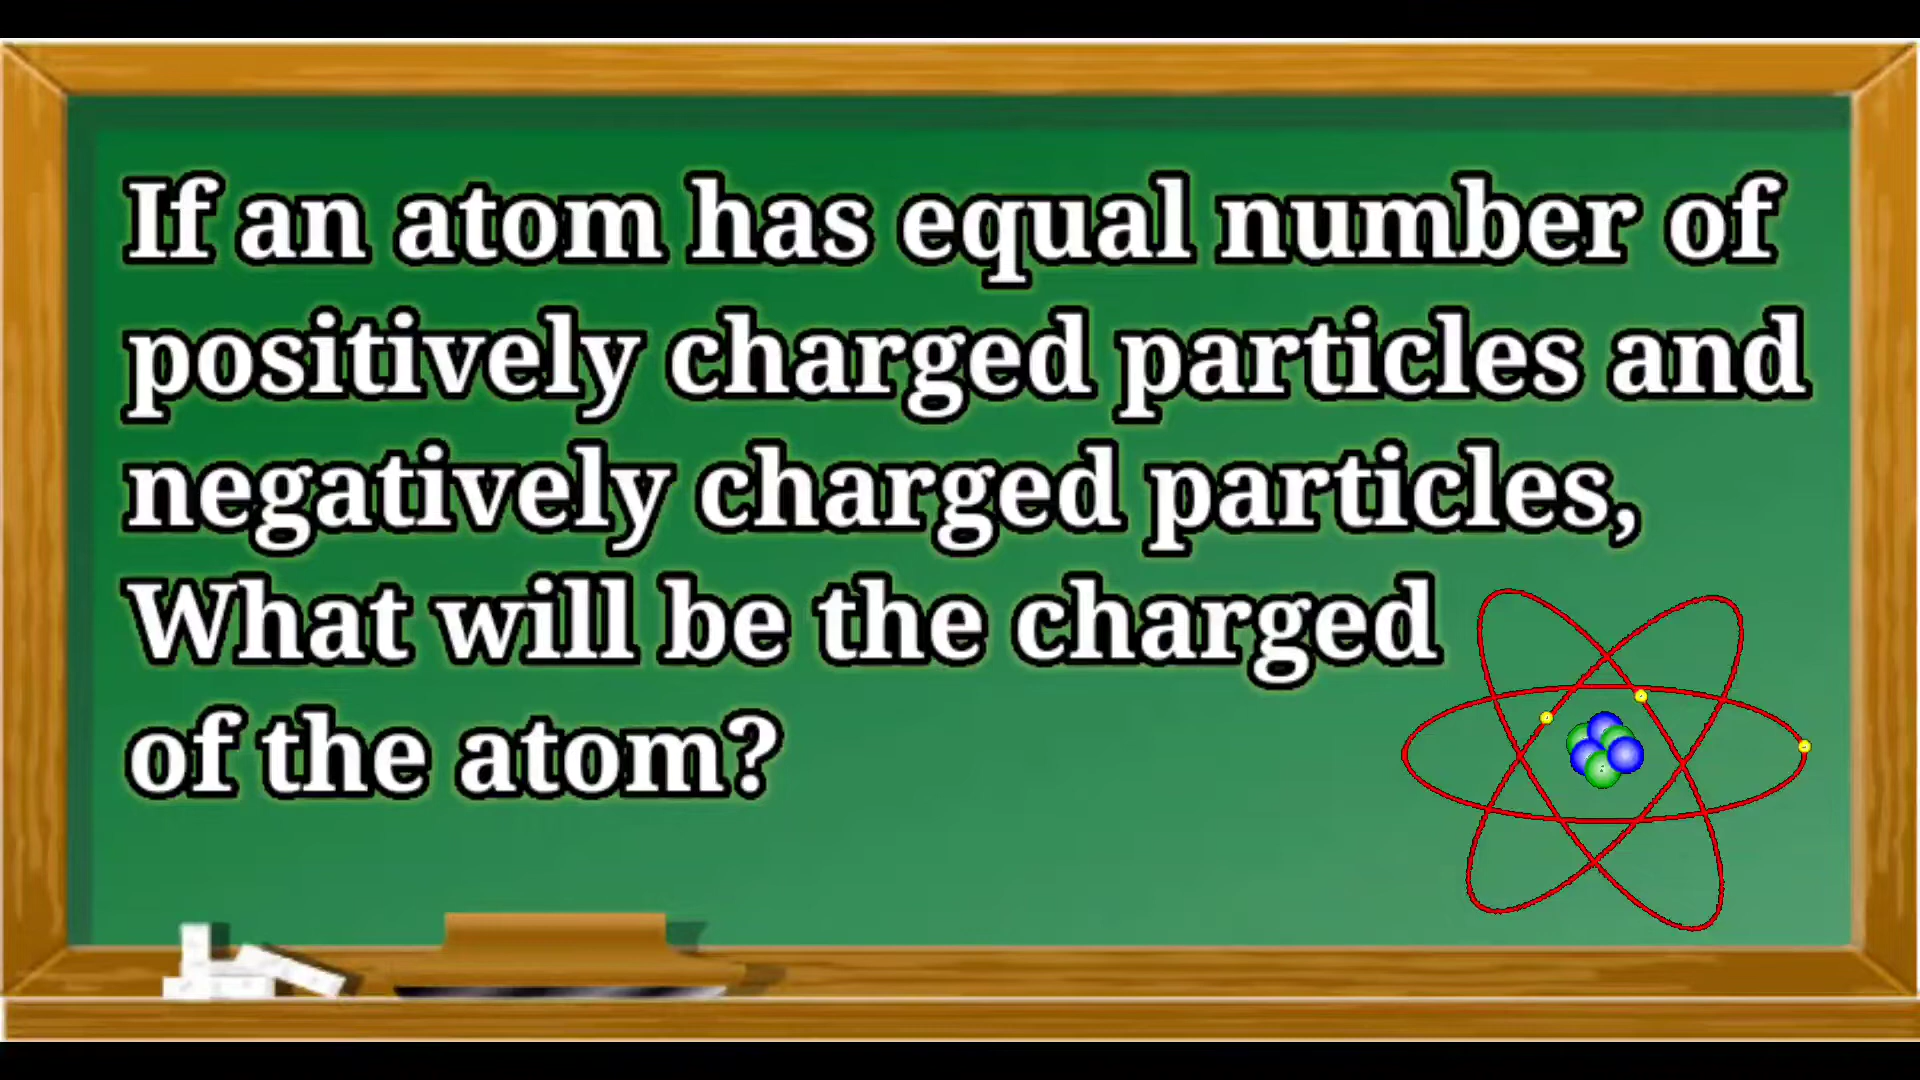 If an atom has equal number of
positively charged particles and
negatively charged particles,
What will be the charged
of the atom?